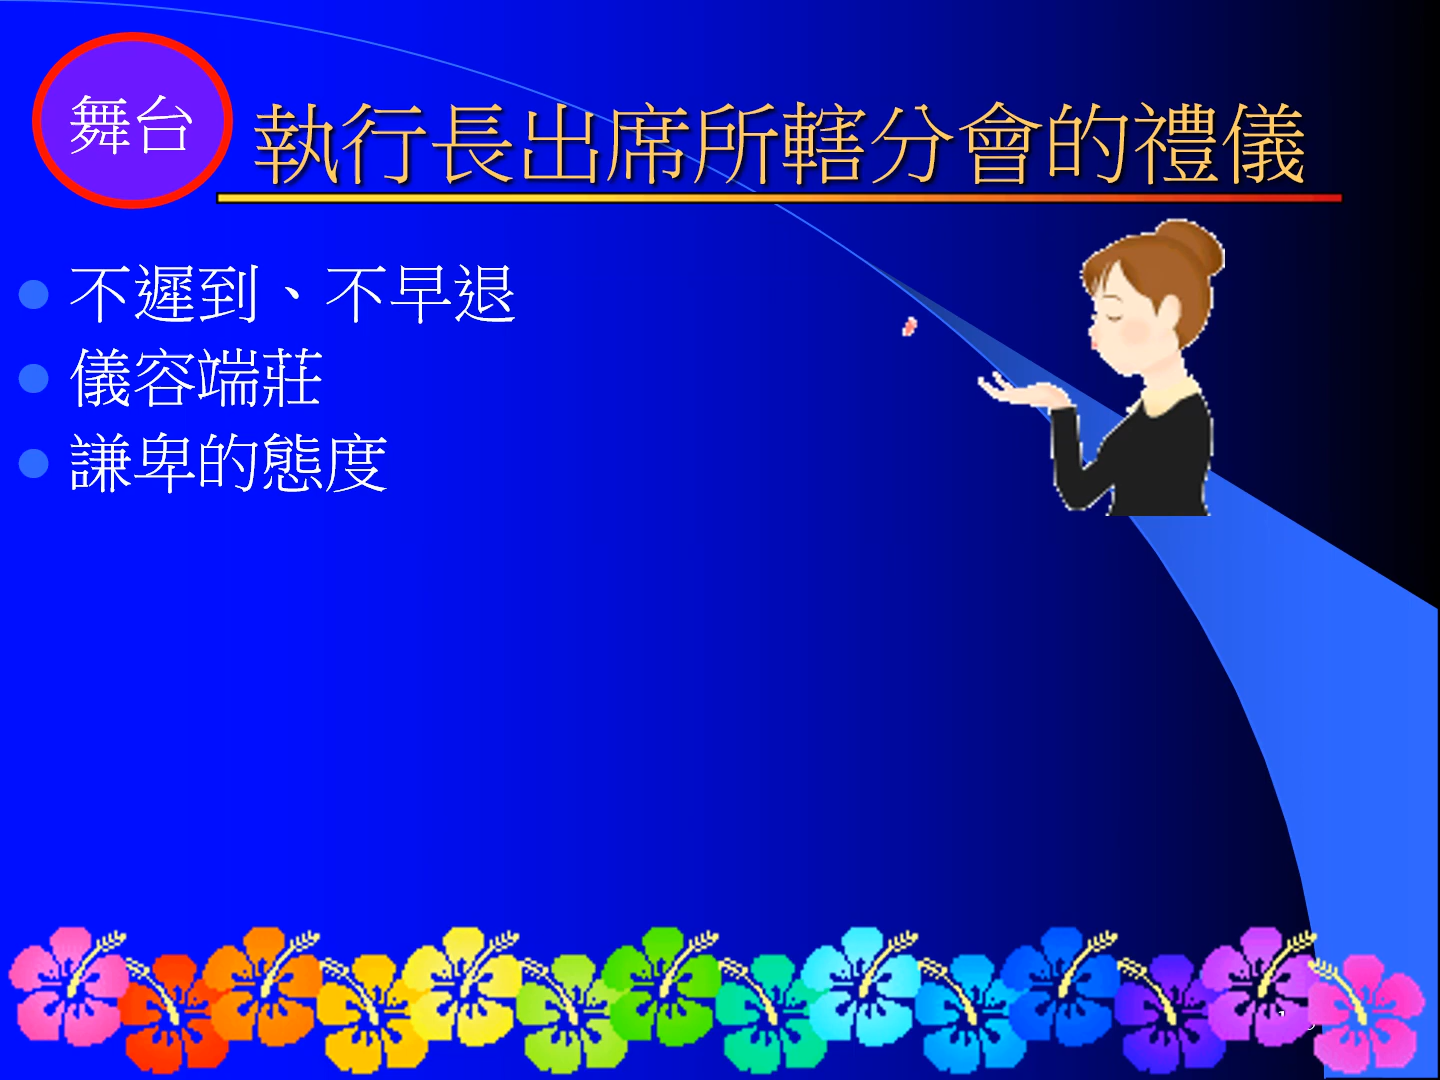 舞台
執行長出席所轄分會的禮儀
不遲到、不早退
儀容端莊
謙卑的態度